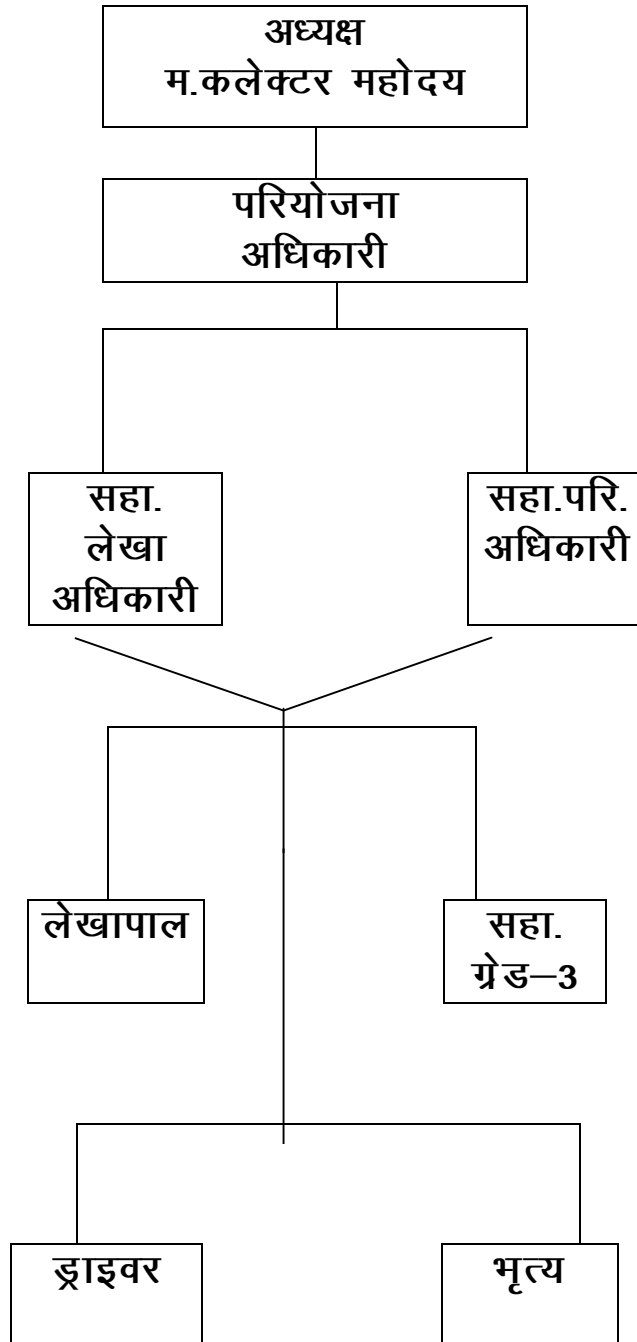 अध्यक्ष
म.कलेक्टर महोदय
परियोजना
अधिकारी
सहा.
लेखा
अधिकारी
सहा.परि.
अधिकारी
लेखापाल
सहा.
ग्रेड–3
ड्राइवर
भृत्य